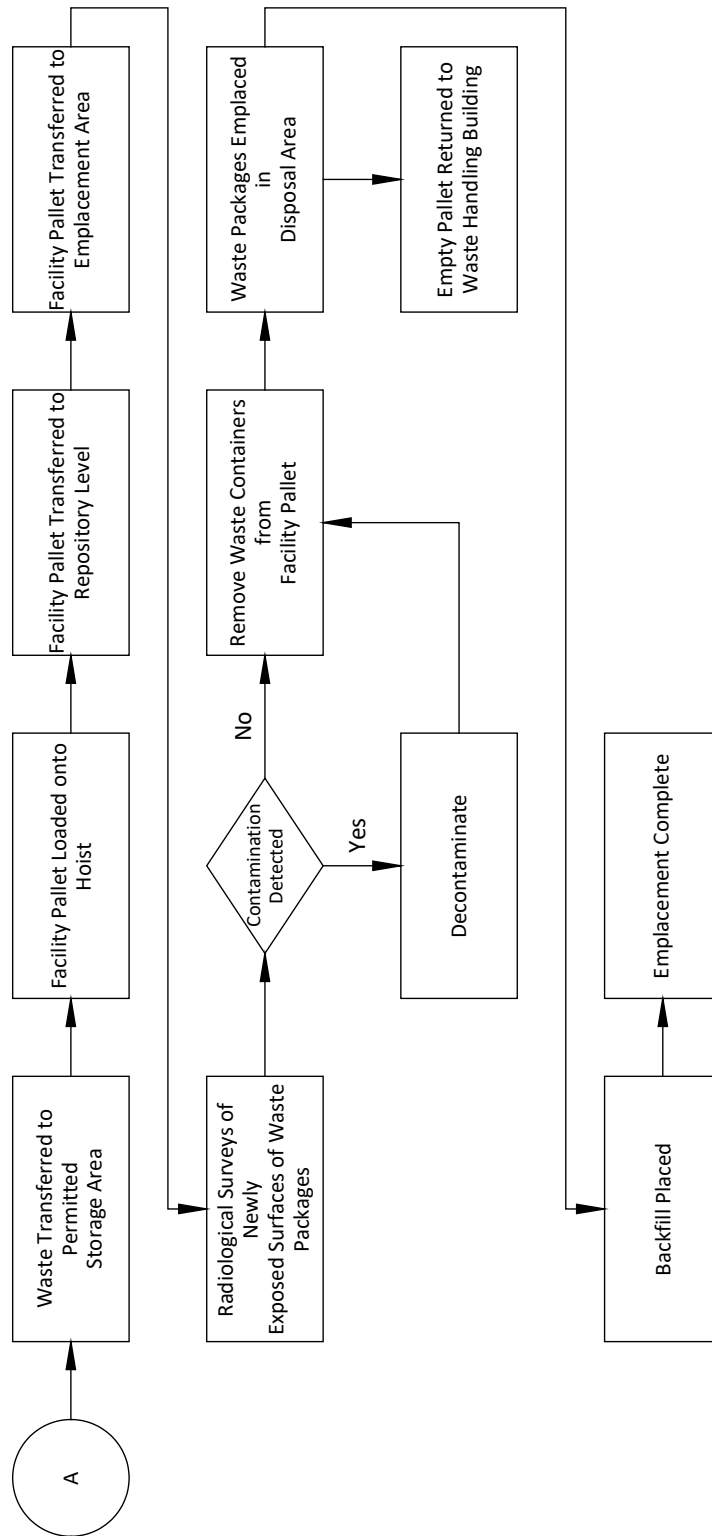 A
Waste Transferred to
Permitted
Storage Area
Facility Pallet Loaded onto
Hoist
Facility Pallet Transferred to
Repository Level
Facility Pallet Transferred to
Emplacement Area
Radiological Surveys of
Newly
Exposed Surfaces of Waste
Packages
Contamination
Detected
No
Yes
Remove Waste Containers
from
Facility Pallet
Waste Packages Emplaced
in
Disposal Area
Decontaminate
Empty Pallet Returned to
Waste Handling Building
Backfill Placed
Emplacement Complete